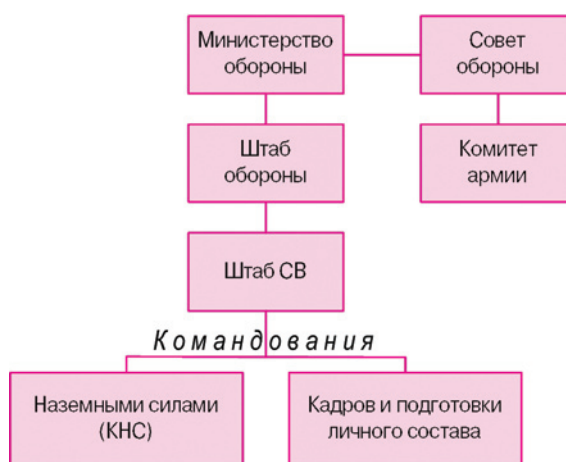 Министерство
обороны
Совет
обороны
Штаб
обороны
Комитет
армии
Штаб СВ
Командования
Наземными силами
(КНС)
Кадров и подготовки
личного состава